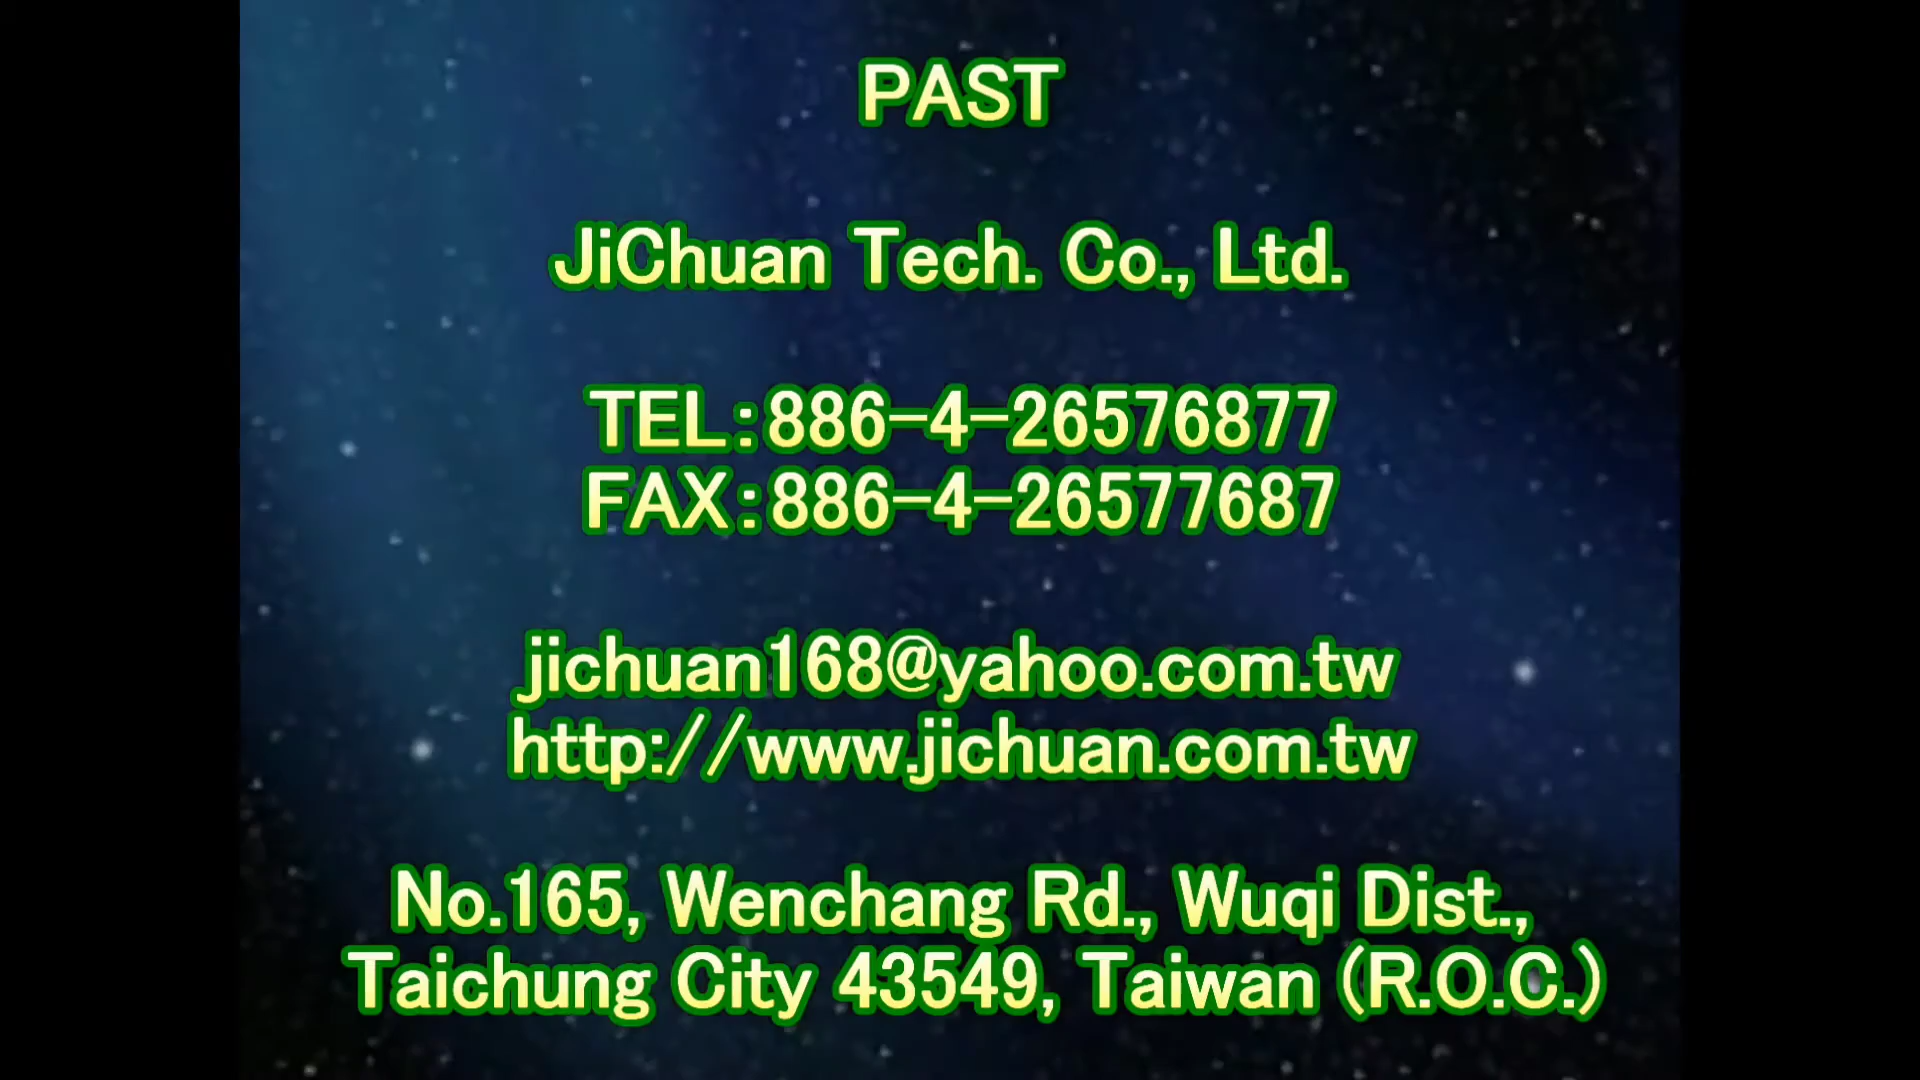 PAST
JiChuan Tech. Co., Ltd.
TEL:886-4-26576877
FAX:886-4-26577687
jichuan168@yahoo.com.tw
http://www.jichuan.com.tw
No.165, Wenchang Rd., Wuqi Dist.,
Taichung City 43549, Taiwan (R.O.C.)